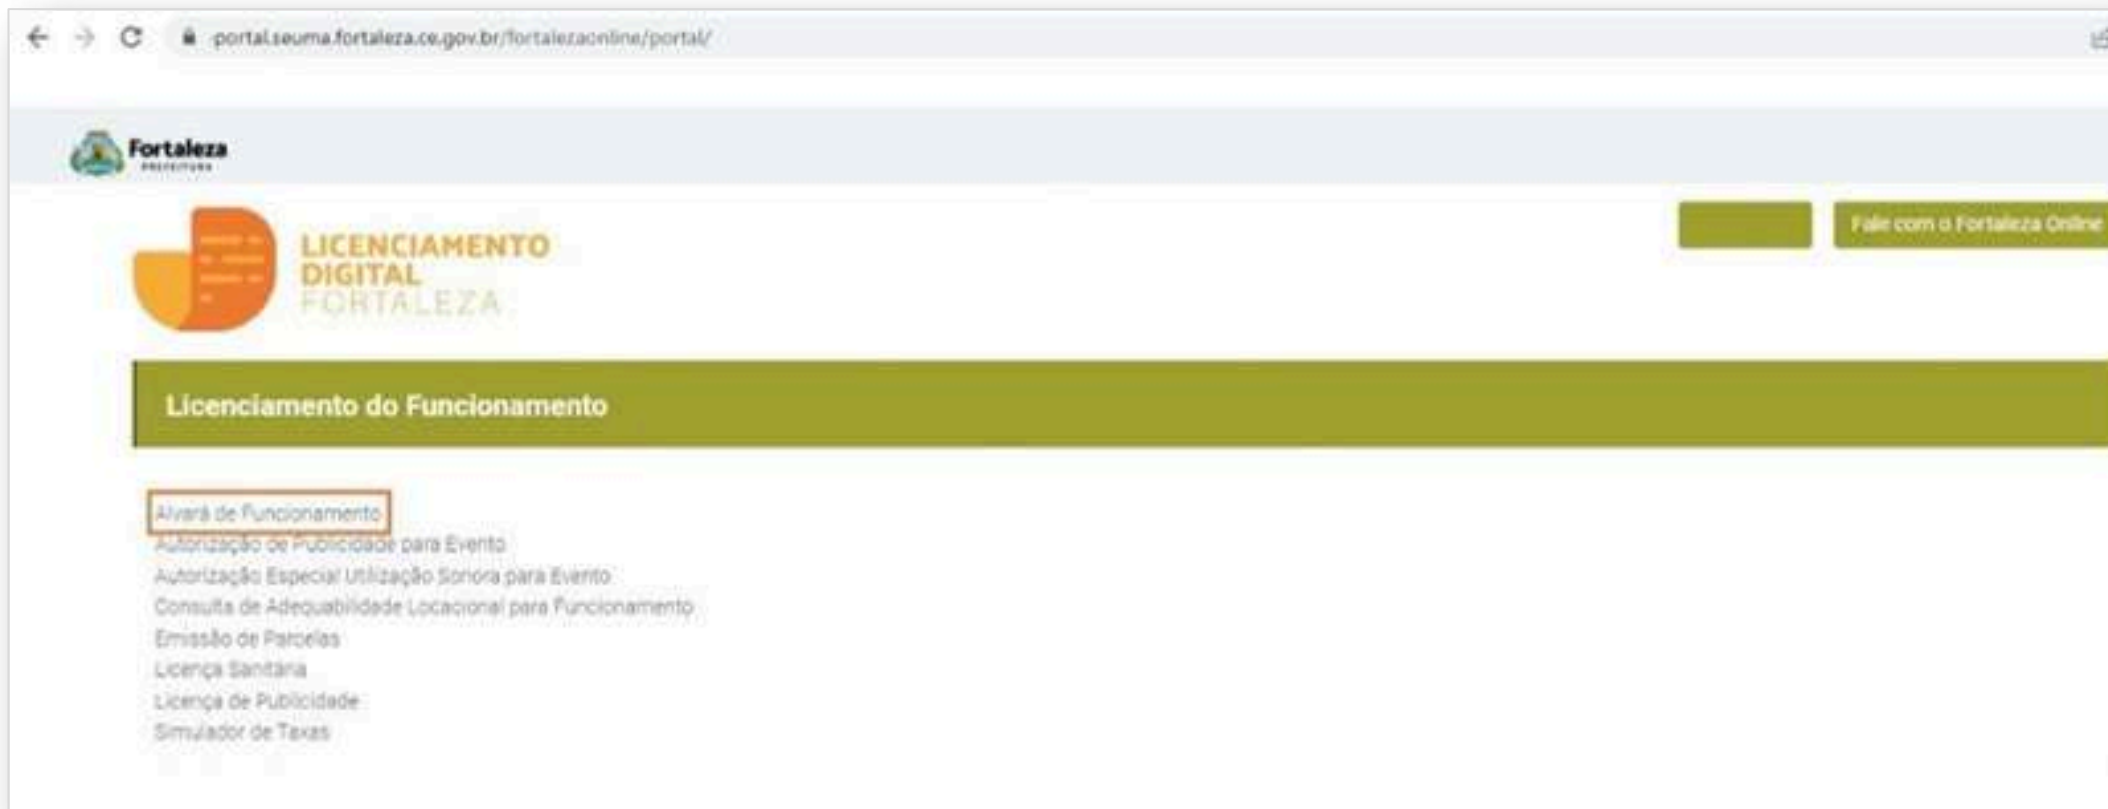 portal.seuma.fortaleza.ce.gov.br/fortalezaonline/portal/
Fortaleza
PREFEITURA
LICENCIAMENTO
DIGITAL
FORTALEZA
Fale com o Fortaleza Online
Licenciamento do Funcionamento
Alvará de Funcionamento
Autorização de Publicidade para Evento
Autorização Especial Utilização Sonora para Evento
Consulta de Adequabilidade Locacional para Funcionamento
Emissão de Parcelas
Licença Sanitária
Licença de Publicidade
Simulador de Taxas